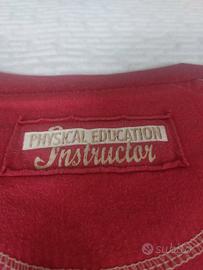 PHYSICAL EDUCATION
Instructor
subito